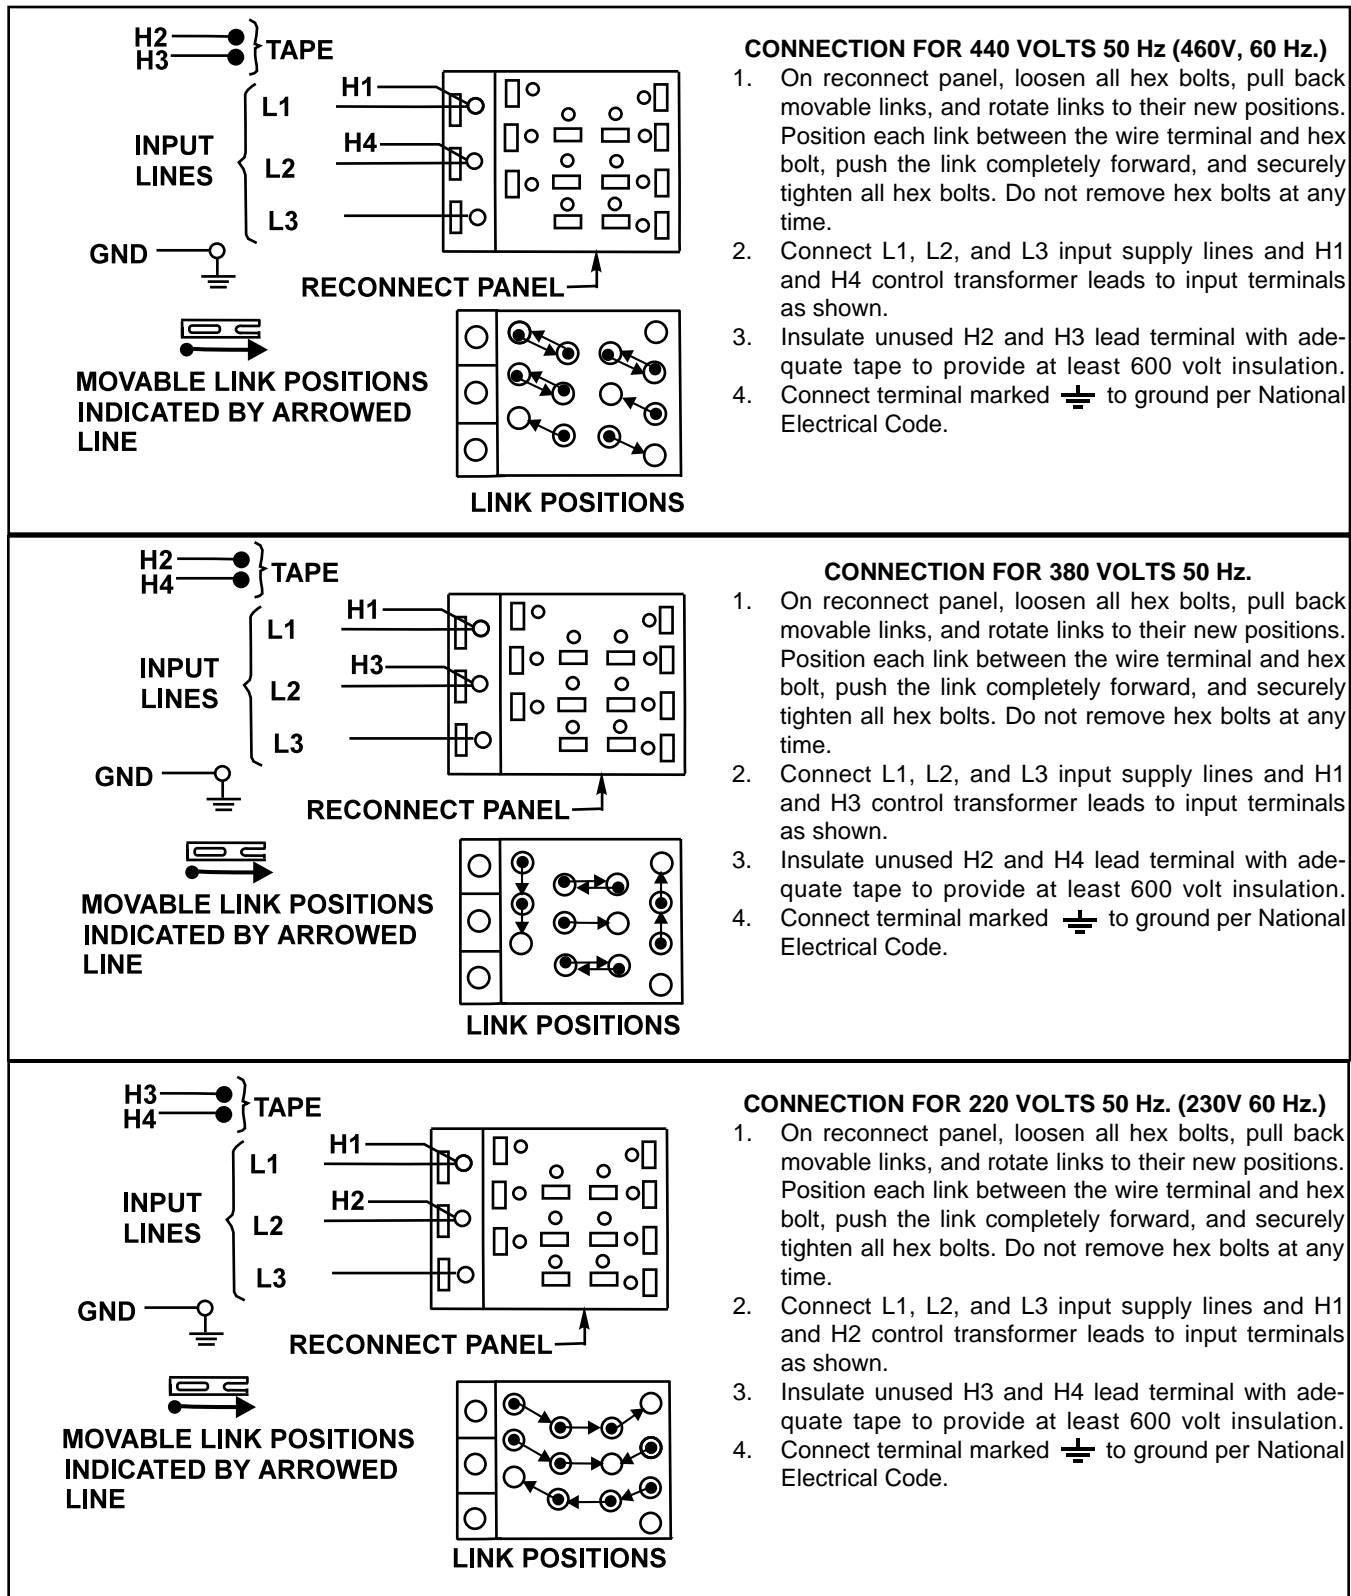 H2
H3
TAPE
H1
L1
INPUT
LINES
H4
L2
L3
GND
RECONNECT PANEL
MOVABLE LINK POSITIONS
INDICATED BY ARROWED
LINE
LINK POSITIONS
CONNECTION FOR 440 VOLTS 50 Hz (460V, 60 Hz.)
1. On reconnect panel, loosen all hex bolts, pull back
movable links, and rotate links to their new positions.
Position each link between the wire terminal and hex
bolt, push the link completely forward, and securely
tighten all hex bolts. Do not remove hex bolts at any
time.
2. Connect L1, L2, and L3 input supply lines and H1
and H4 control transformer leads to input terminals
as shown.
3. Insulate unused H2 and H3 lead terminal with ade-
quate tape to provide at least 600 volt insulation.
4. Connect terminal marked to ground per National
Electrical Code.
H2
H4
TAPE
H1
L1
INPUT
LINES
H3
L2
L3
GND
RECONNECT PANEL
MOVABLE LINK POSITIONS
INDICATED BY ARROWED
LINE
LINK POSITIONS
CONNECTION FOR 380 VOLTS 50 Hz.
1. On reconnect panel, loosen all hex bolts, pull back
movable links, and rotate links to their new positions.
Position each link between the wire terminal and hex
bolt, push the link completely forward, and securely
tighten all hex bolts. Do not remove hex bolts at any
time.
2. Connect L1, L2, and L3 input supply lines and H1
and H3 control transformer leads to input terminals
as shown.
3. Insulate unused H2 and H4 lead terminal with ade-
quate tape to provide at least 600 volt insulation.
4. Connect terminal marked to ground per National
Electrical Code.
H3
H4
TAPE
H1
L1
INPUT
LINES
H2
L2
L3
GND
RECONNECT PANEL
MOVABLE LINK POSITIONS
INDICATED BY ARROWED
LINE
LINK POSITIONS
CONNECTION FOR 220 VOLTS 50 Hz. (230V 60 Hz.)
1. On reconnect panel, loosen all hex bolts, pull back
movable links, and rotate links to their new positions.
Position each link between the wire terminal and hex
bolt, push the link completely forward, and securely
tighten all hex bolts. Do not remove hex bolts at any
time.
2. Connect L1, L2, and L3 input supply lines and H1
and H2 control transformer leads to input terminals
as shown.
3. Insulate unused H3 and H4 lead terminal with ade-
quate tape to provide at least 600 volt insulation.
4. Connect terminal marked to ground per National
Electrical Code.